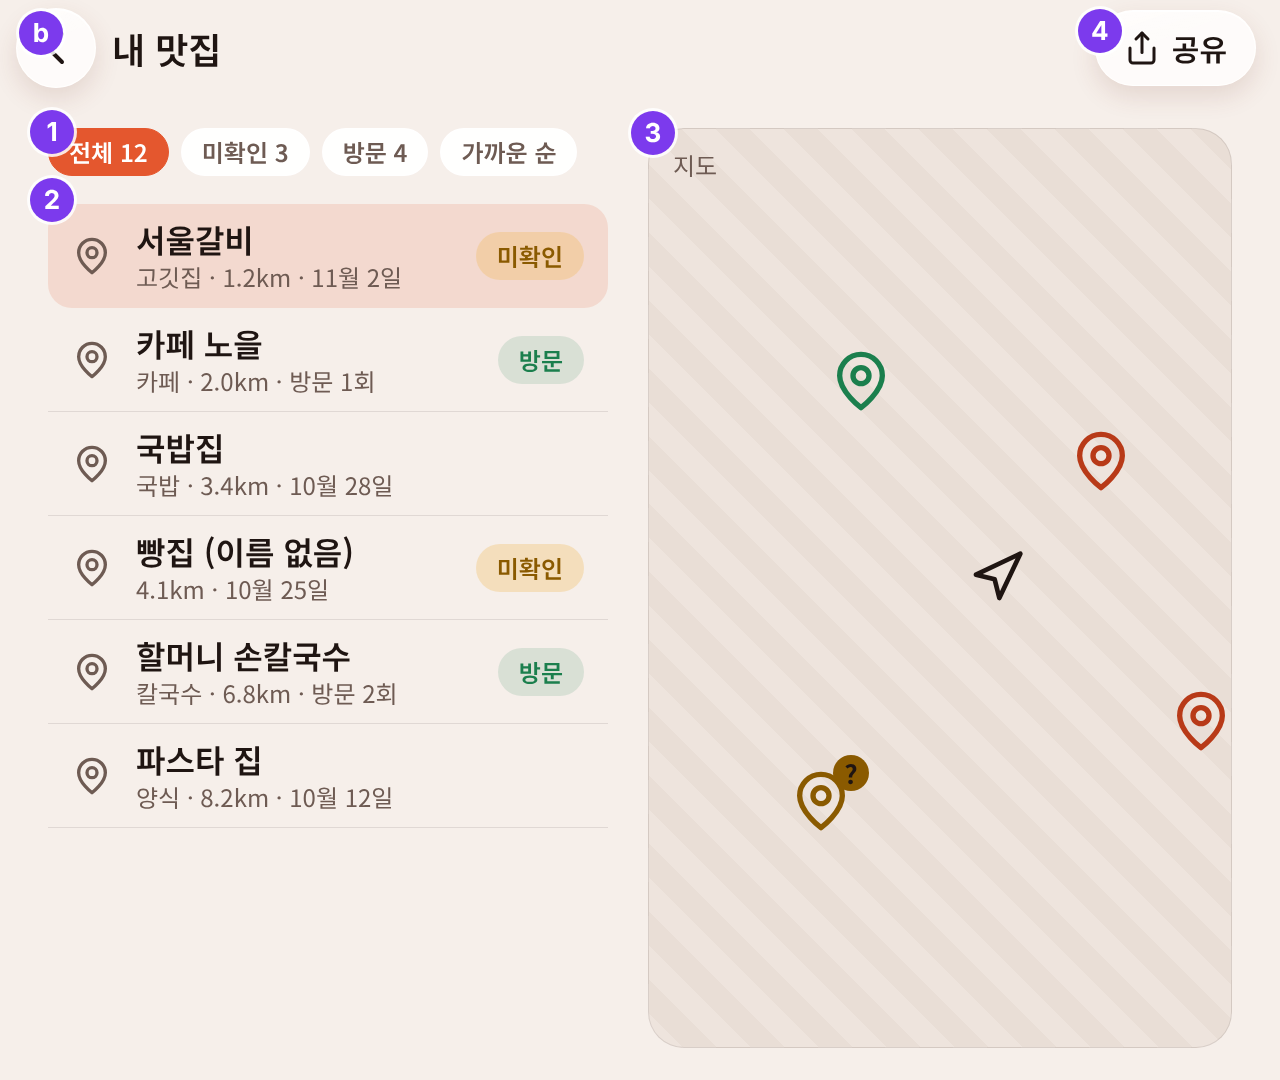 b
내 맛집
4
공유
1
전체 12
미확인 3
방문 4
가까운 순
2
서울갈비
고깃집 · 1.2km · 11월 2일
미확인
카페 노을
카페 · 2.0km · 방문 1회
방문
국밥집
국밥 · 3.4km · 10월 28일
빵집 (이름 없음)
4.1km · 10월 25일
미확인
할머니 손칼국수
칼국수 · 6.8km · 방문 2회
방문
파스타 집
양식 · 8.2km · 10월 12일
3
지도
?